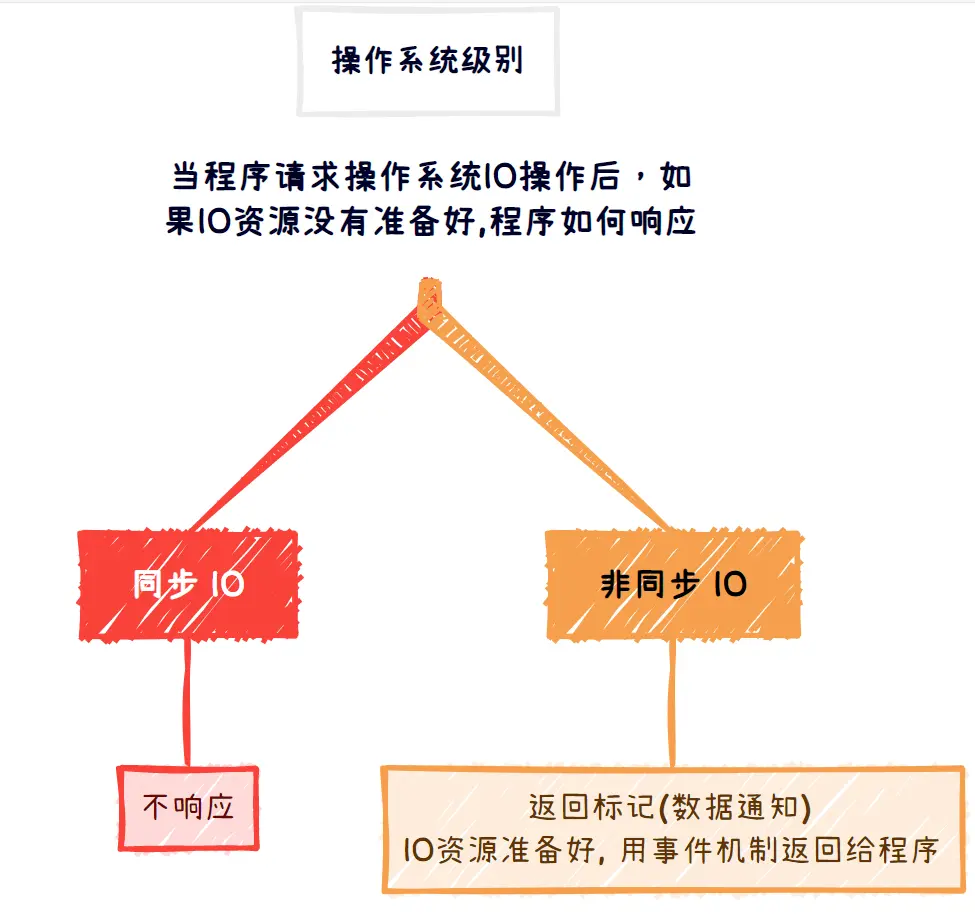 操作系统级别
当程序请求操作系统IO操作后，如
果IO资源没有准备好,程序如何响应
同步 IO
非同步 IO
不响应
返回标记(数据通知)
IO资源准备好, 用事件机制返回给程序